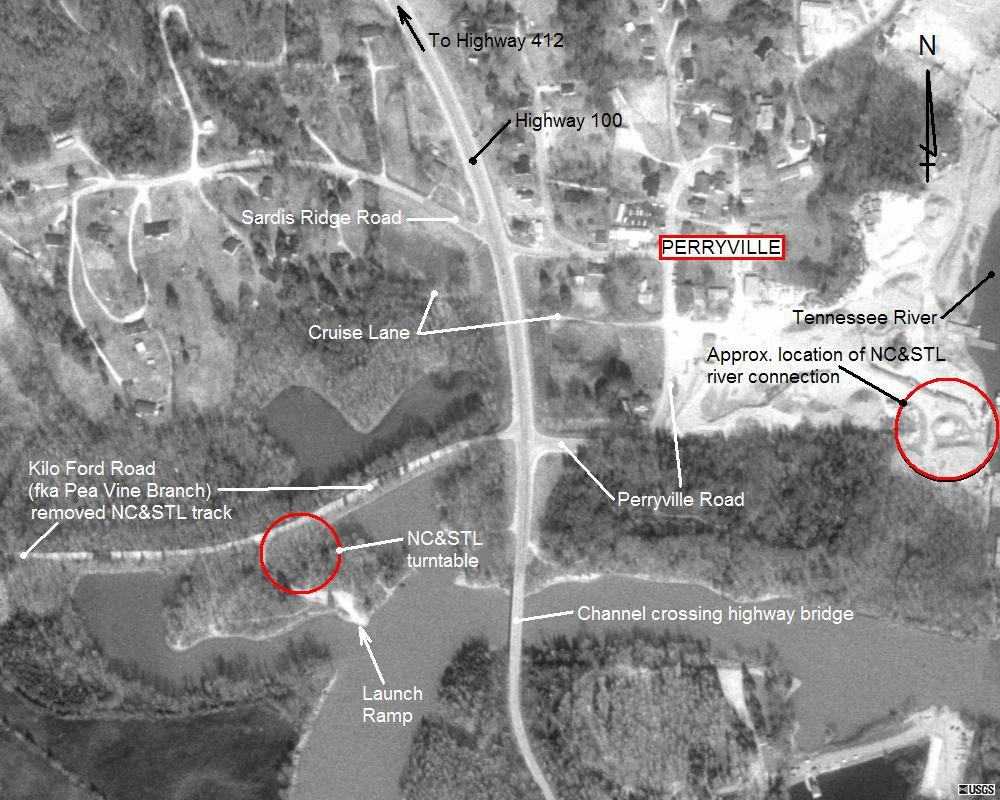 To Highway 412
N
Highway 100
Sardis Ridge Road
PERRYVILLE
Cruise Lane
Tennessee River
Approx. location of NC&STL
river connection
Kilo Ford Road
(fka Pea Vine Branch)
removed NC&STL track
Perryville Road
NC&STL
turntable
Channel crossing highway bridge
Launch
Ramp
USGS